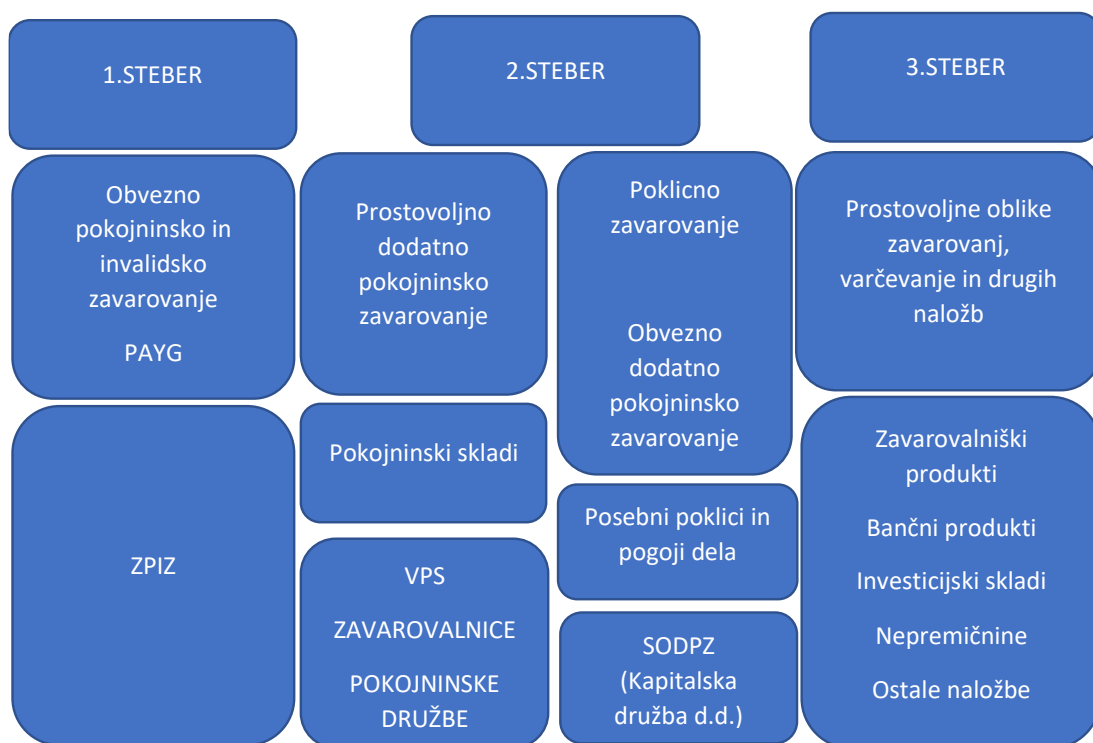 1.STEBER
2.STEBER
3.STEBER
Obvezno
pokojninsko in
invalidsko
zavarovanje
PAYG
Prostovoljno
dodatno
pokojninsko
zavarovanje
Poklicno
zavarovanje
Obvezno
dodatno
pokojninsko
zavarovanje
Prostovoljne oblike
zavarovanj,
varčevanje in drugih
naložb
ZPIZ
Pokojninski skladi
VPS
ZAVAROVALNICE
POKOJNINSKE
DRUŽBE
Posebni poklici in
pogoji dela
SODPZ
(Kapitalska
družba d.d.)
Zavarovalniški
produkti
Bančni produkti
Investicijski skladi
Nepremičnine
Ostale naložbe